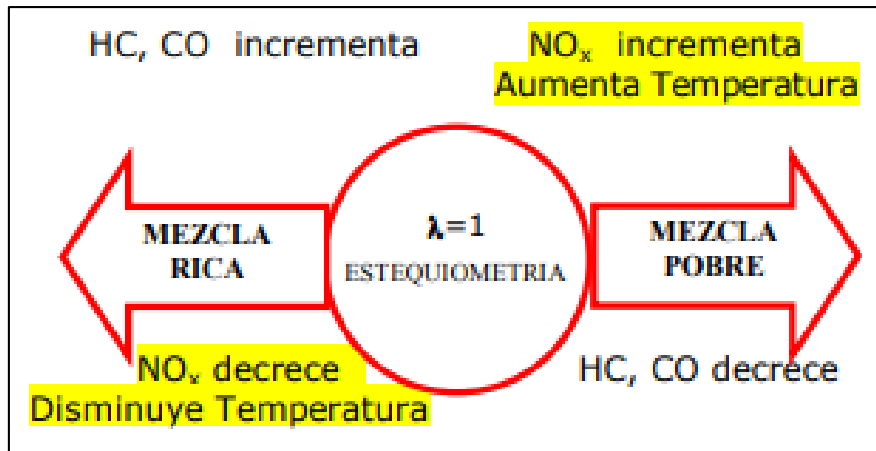 HC, CO incrementa
NOx incrementa
Aumenta Temperatura
MEZCLA
RICA
λ=1
ESTEQUIOMETRIA
MEZCLA
POBRE
NOx decrece
Disminuye Temperatura
HC, CO decrece